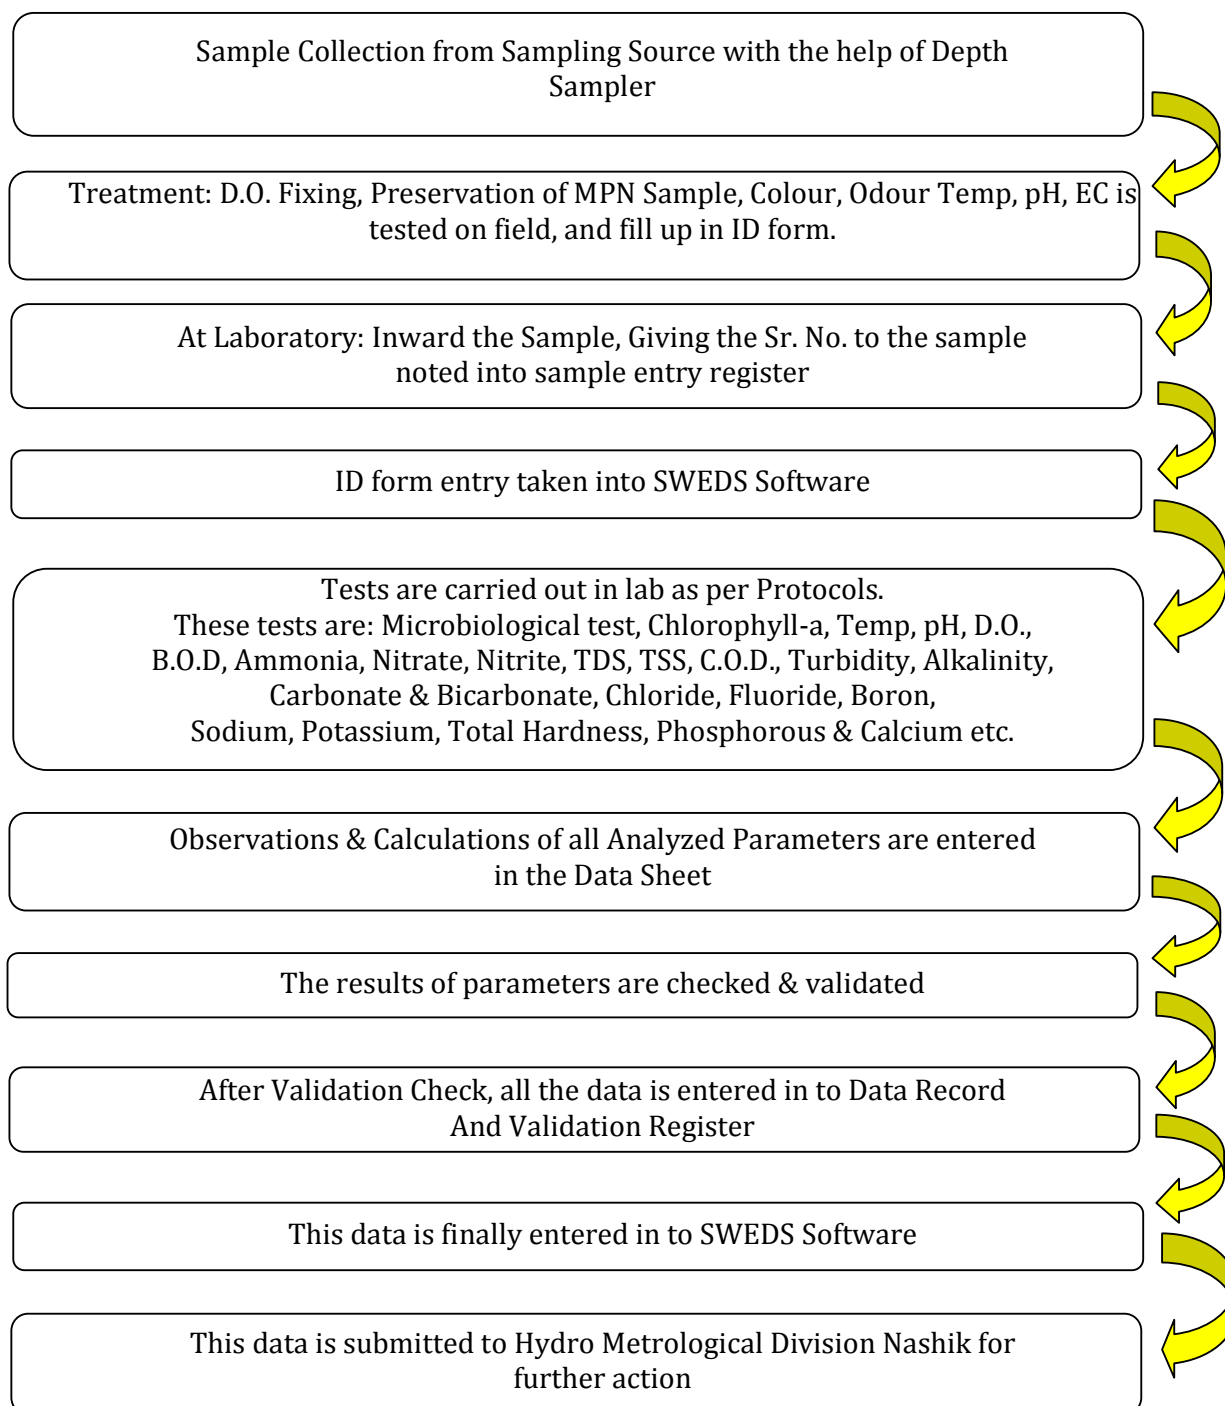 Sample Collection from Sampling Source with the help of Depth
Sampler
Treatment: D.O. Fixing, Preservation of MPN Sample, Colour, Odour Temp, pH, EC is
tested on field, and fill up in ID form.
At Laboratory: Inward the Sample, Giving the Sr. No. to the sample
noted into sample entry register
ID form entry taken into SWEDS Software
Tests are carried out in lab as per Protocols.
These tests are: Microbiological test, Chlorophyll-a, Temp, pH, D.O.,
B.O.D, Ammonia, Nitrate, Nitrite, TDS, TSS, C.O.D., Turbidity, Alkalinity,
Carbonate & Bicarbonate, Chloride, Fluoride, Boron,
Sodium, Potassium, Total Hardness, Phosphorous & Calcium etc.
Observations & Calculations of all Analyzed Parameters are entered
in the Data Sheet
The results of parameters are checked & validated
After Validation Check, all the data is entered in to Data Record
And Validation Register
This data is finally entered in to SWEDS Software
This data is submitted to Hydro Metrological Division Nashik for
further action